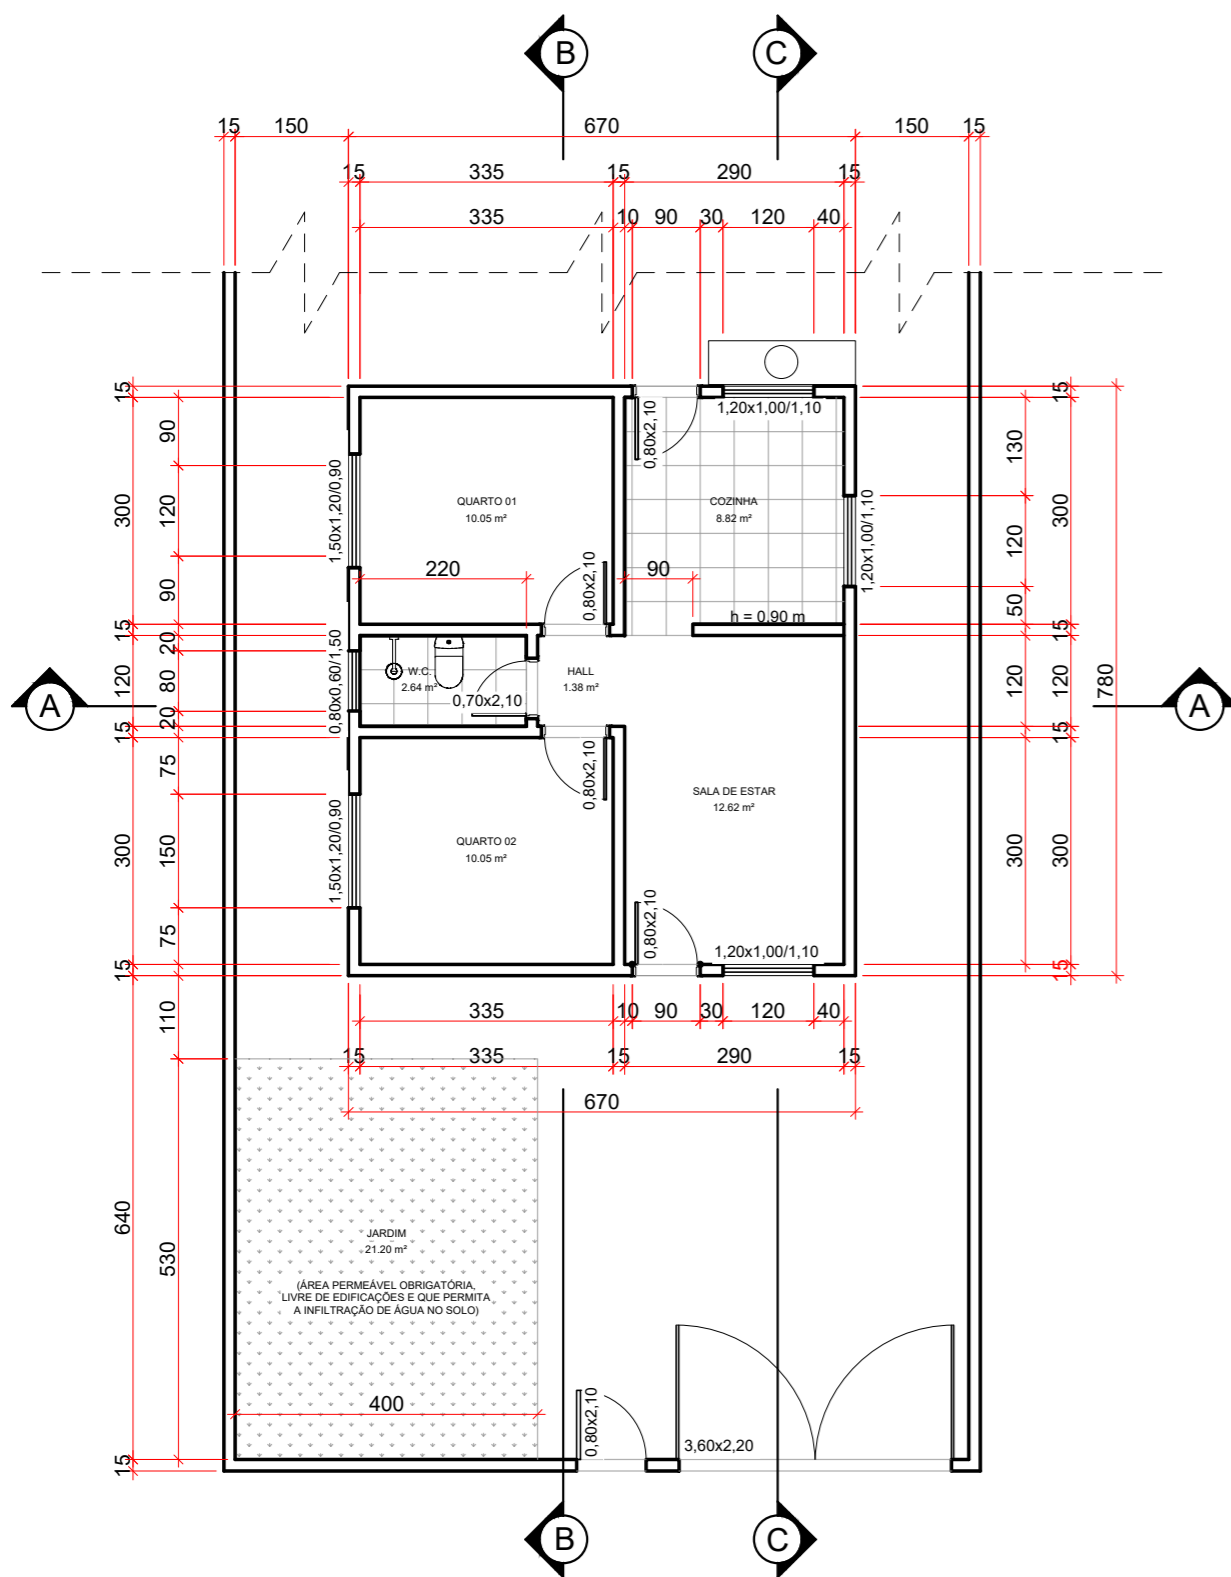 B
C
15
150
670
150
15
15
335
15
290
15
335
10
90
30
120
40
15
15
1,20x1,00/1,10
0,80x2,10
90
130
1,50x1,20/0,90
300
120
QUARTO 01
10.05 m²
COZINHA
8.82 m²
1,20x1,00/1,10
120
300
220
90
0,80x2,10
90
50
h = 0,90 m
15
20
15
120
80
0,80x0,60/1,50
W.C.
2.64 m²
0,70x2,10
HALL
1.38 m²
120
120
780
A
A
20
15
15
75
0,80x2,10
SALA DE ESTAR
12.62 m²
300
150
1,50x1,20/0,90
QUARTO 02
10.05 m²
300
300
75
0,80x2,10
1,20x1,00/1,10
15
15
110
335
10
90
30
120
40
15
335
15
290
15
670
640
530
JARDIM
21.20 m²
(ÁREA PERMEÁVEL OBRIGATÓRIA,
LIVRE DE EDIFICAÇÕES E QUE PERMITA
A INFILTRAÇÃO DE ÁGUA NO SOLO)
400
0,80x2,10
3,60x2,20
15
B
C